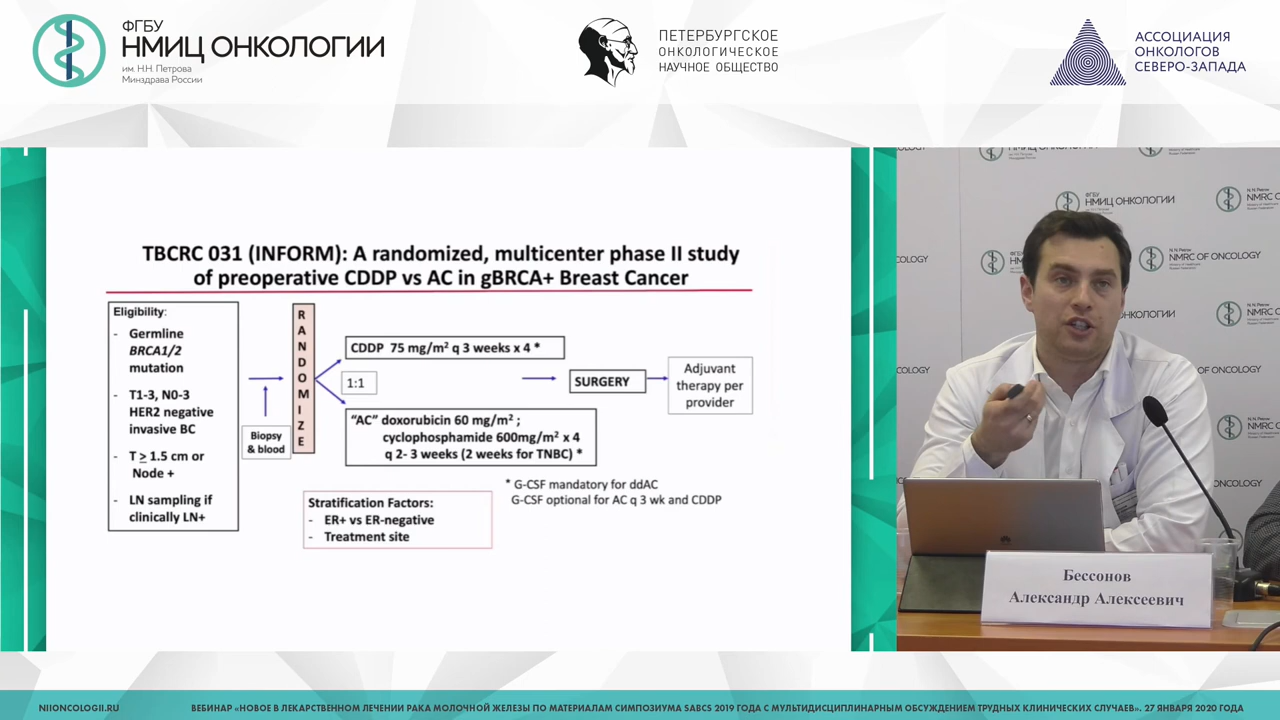 ФГБУ
НМИЦ ОНКОЛОГИИ
им. Н.Н. Петрова
Минздрава России
ПЕТЕРБУРГСКОЕ
ОНКОЛОГИЧЕСКОЕ
НАУЧНОЕ ОБЩЕСТВО
АССОЦИАЦИЯ
ОНКОЛОГОВ
СЕВЕРО-ЗАПАДА
TBCRC 031 (INFORM): A randomized, multicenter phase II study
of preoperative CDDP vs AC in gBRCA+ Breast Cancer
Eligibility:
- Germline
BRCA1/2
mutation
- T1-3, N0-3
HER2 negative
invasive BC
- T ≥ 1.5 cm or
Node +
- LN sampling if
clinically LN+
Biopsy
& blood
R
A
N
D
O
M
I
Z
E
CDDP 75 mg/m² q 3 weeks x 4 *
1:1
"AC" doxorubicin 60 mg/m² ;
cyclophosphamide 600mg/m² x 4
q 2- 3 weeks (2 weeks for TNBC) *
SURGERY
Adjuvant
therapy per
provider
* G-CSF mandatory for ddAC
G-CSF optional for AC q 3 wk and CDDP
Stratification Factors:
- ER+ vs ER-negative
- Treatment site
ФГБУ
НМИЦ ОНКОЛОГИИ
NMRC OF ONCOLOGY
Бессонов
Александр Алексеевич
NIIONCOLOGII.RU
ВЕБИНАР «НОВОЕ В ЛЕКАРСТВЕННОМ ЛЕЧЕНИИ РАКА МОЛОЧНОЙ ЖЕЛЕЗЫ ПО МАТЕРИАЛАМ СИМПОЗИУМА SABCS 2019 ГОДА С МУЛЬТИДИСЦИПЛИНАРНЫМ ОБСУЖДЕНИЕМ ТРУДНЫХ КЛИНИЧЕСКИХ СЛУЧАЕВ». 27 ЯНВАРЯ 2020 ГОДА